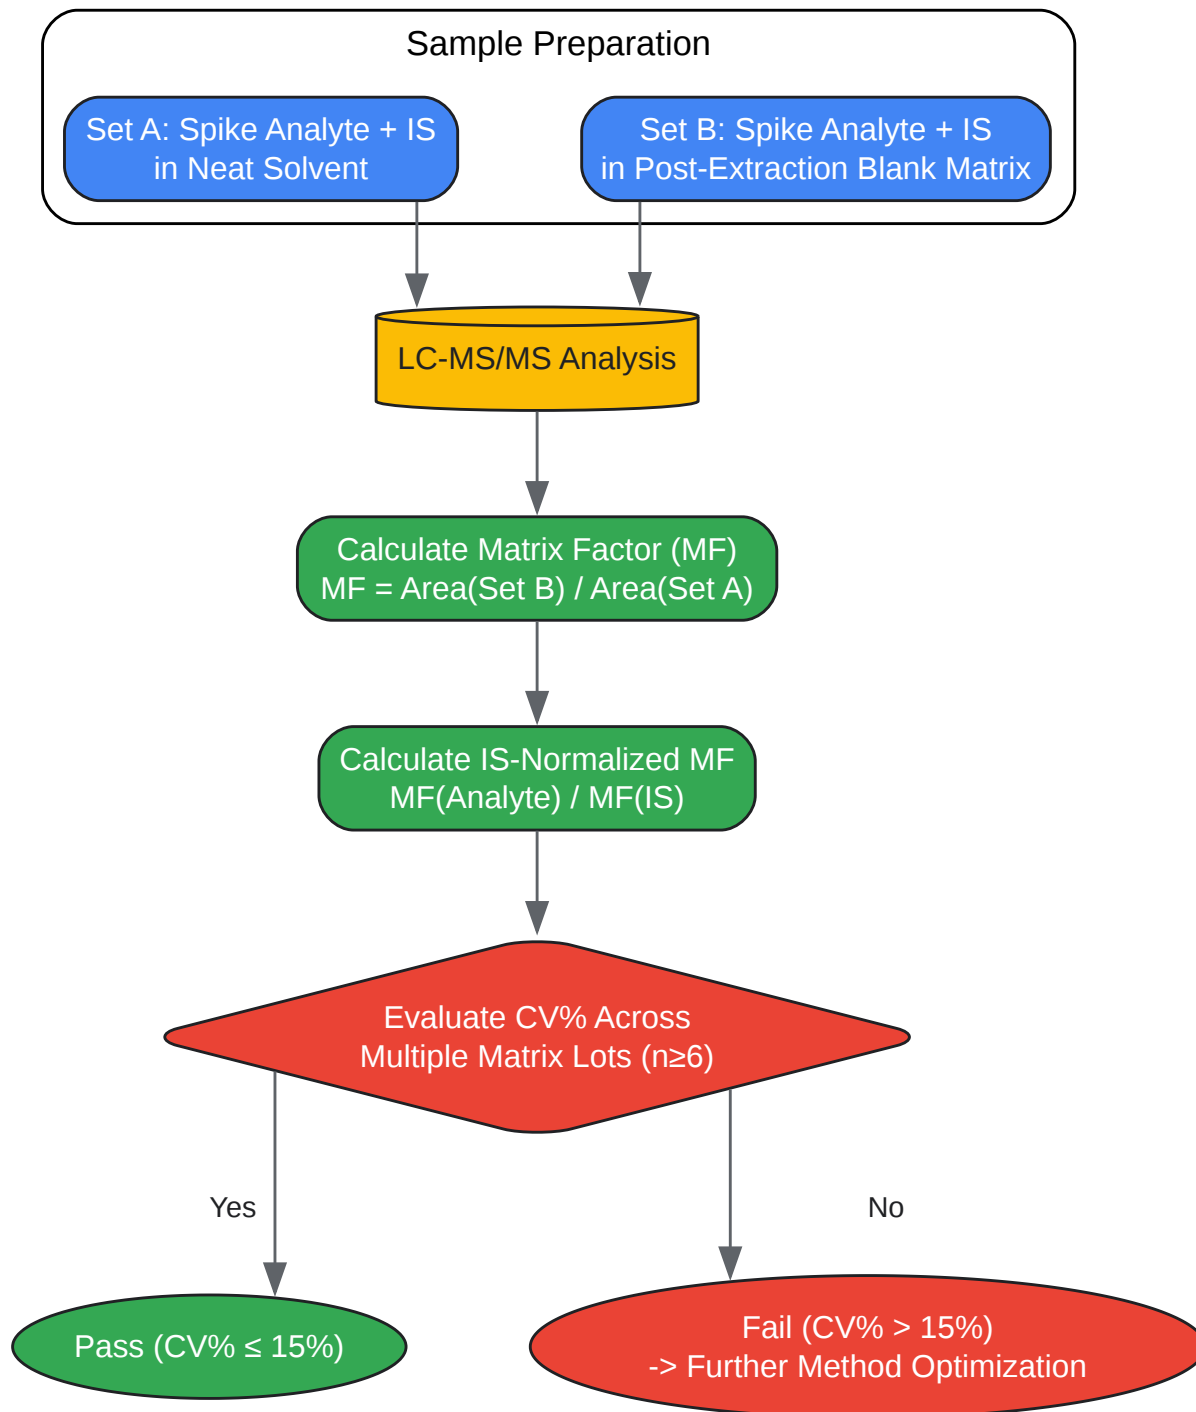 Sample Preparation
Set A: Spike Analyte + IS
in Neat Solvent
Set B: Spike Analyte + IS
in Post-Extraction Blank Matrix
LC-MS/MS Analysis
Calculate Matrix Factor (MF)
MF = Area(Set B) / Area(Set A)
Calculate IS-Normalized MF
MF(Analyte) / MF(IS)
Evaluate CV% Across
Multiple Matrix Lots (n≥6)
Yes
No
Pass (CV% ≤ 15%)
Fail (CV% > 15%)
-> Further Method Optimization